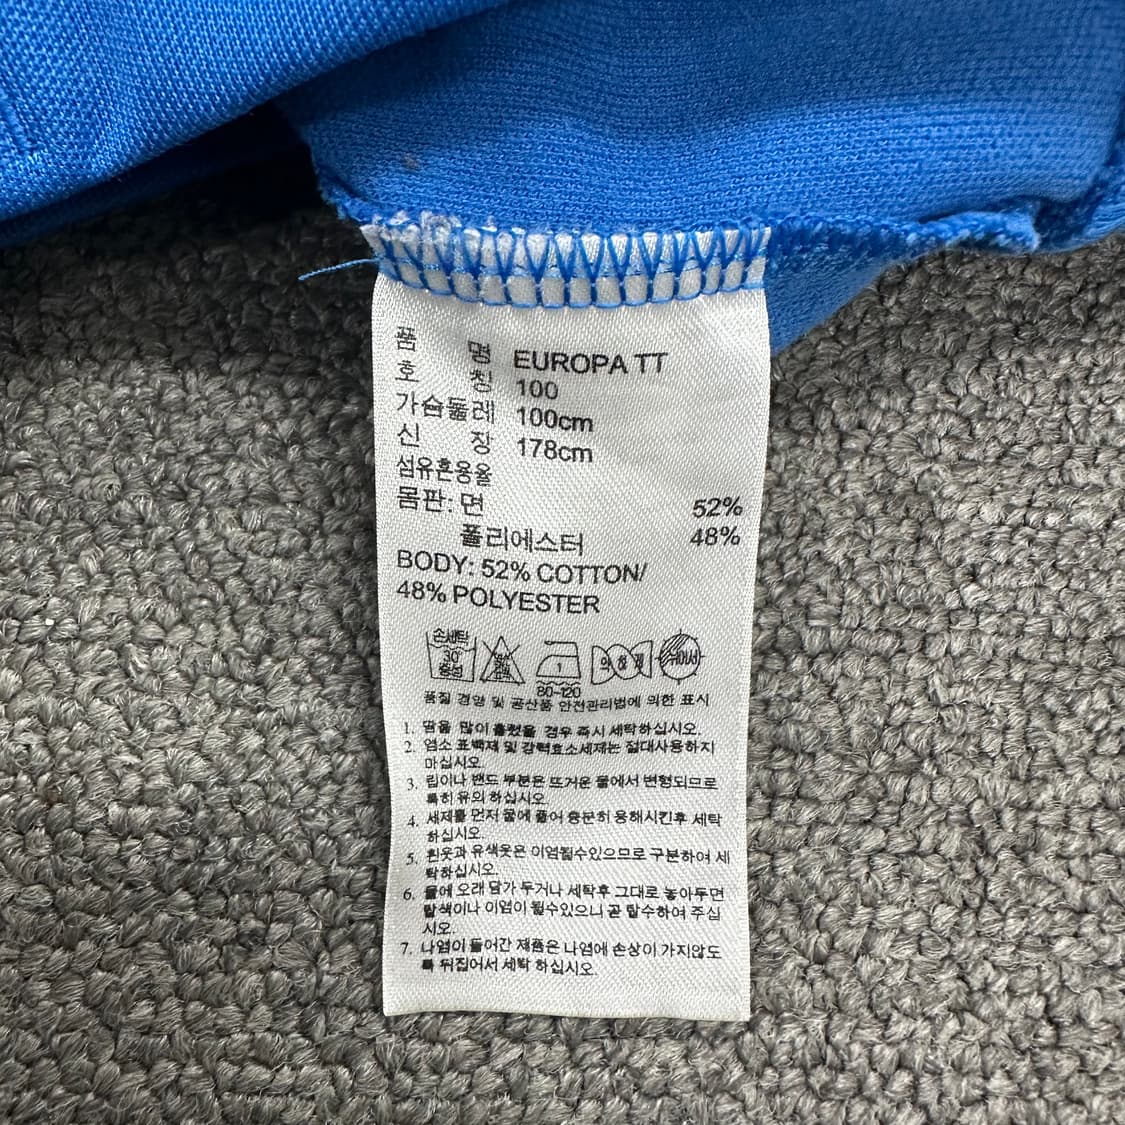 품 명 EUROPA TT
호 칭 100
가슴둘레 100cm
신 장 178cm
섬유혼용율
몸판: 면 52%
폴리에스터 48%
BODY: 52% COTTON/
48% POLYESTER
손세탁
30
중성
1
80~120
품질 경영 및 공산품 안전관리법에 의한 표시
1. 땀을 많이 흘렸을 경우 즉시 세탁하십시오.
2. 염소 표백제 및 강력효소세제는 절대사용하지
마십시오.
3. 립이나 밴드 부분은 뜨거운 물에서 변형되므로
특히 유의 하십시오.
4. 세제를 먼저 물에 풀어 충분히 용해시킨후 세탁
하십시오.
5. 흰옷과 유색옷은 이염될수있으므로 구분하여 세
탁하십시오.
6. 물에 오래 담가 두거나 세탁후 그대로 놓아두면
탈색이나 이염이 될수있으니 곧 탈수하여 주십
시오.
7. 나염이 들어간 제품은 나염에 손상이 가지않도
록 뒤집어서 세탁 하십시오.